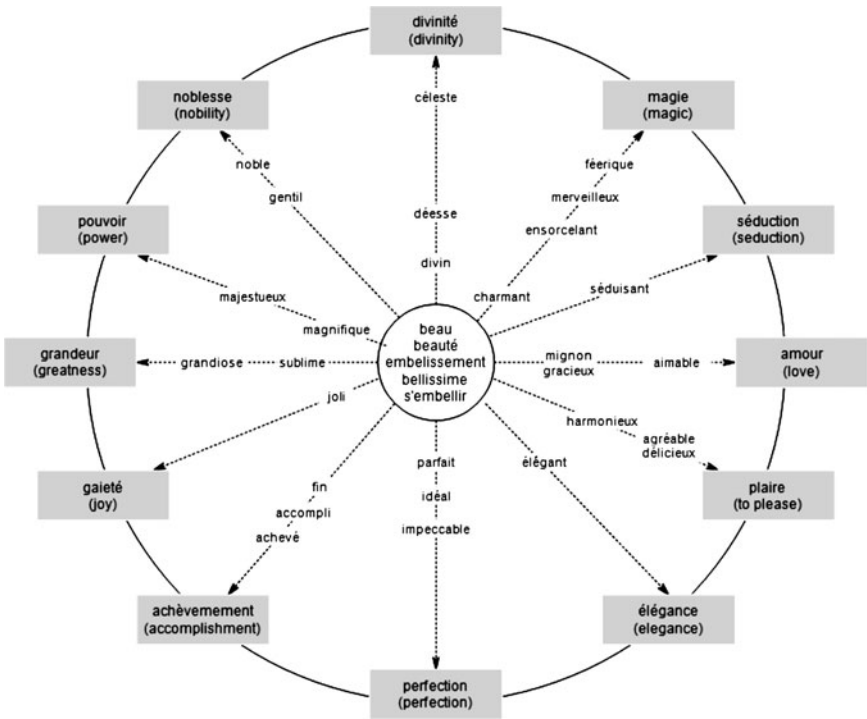 divinité
(divinity)
noblesse
(nobility)
céleste
magie
(magic)
noble
féerique
gentil
merveilleux
pouvoir
(power)
déesse
ensorcelant
séduction
(seduction)
divin
majestueux
charmant
séduisant
magnifique
beau
beauté
embelissement
bellissime
s'embellir
grandeur
(greatness)
grandiose
sublime
mignon
gracieux
aimable
amour
(love)
joli
harmonieux
agréable
délicieux
gaieté
(joy)
fin
accompli
achevé
parfait
idéal
impeccable
élégant
plaire
(to please)
achèvemement
(accomplishment)
élégance
(elegance)
perfection
(perfection)